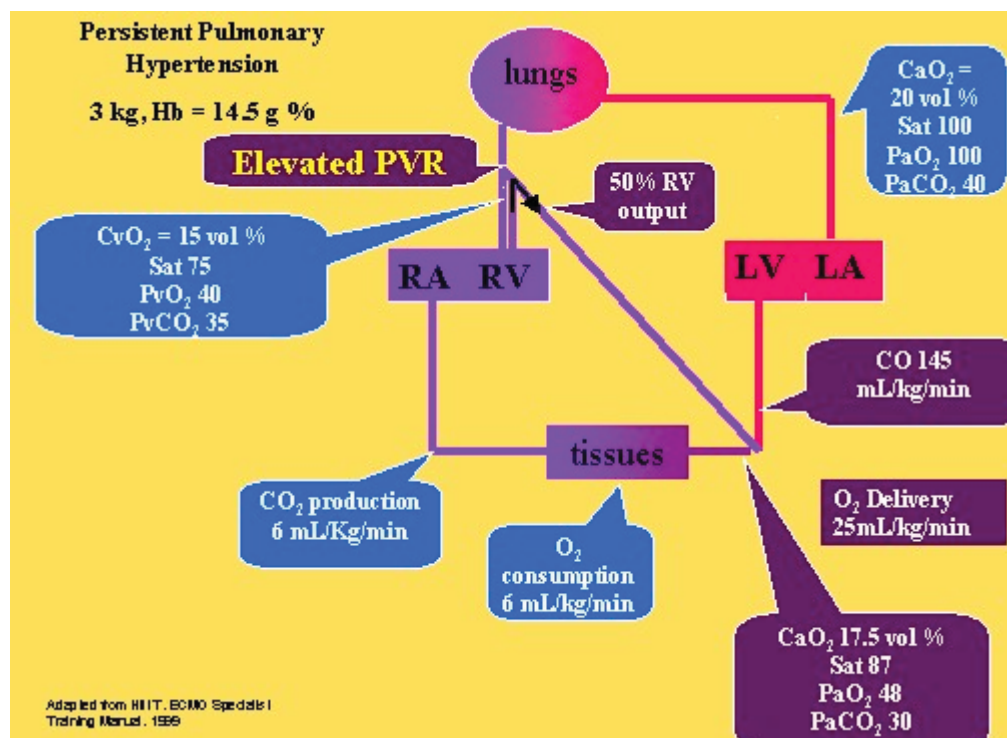 Persistent Pulmonary
Hypertension
3 kg, Hb = 14.5 g %
lungs
CaO₂ =
20 vol %
Sat 100
PaO₂ 100
PaCO₂ 40
Elevated PVR
50% RV
output
CvO₂ = 15 vol %
Sat 75
PvO₂ 40
PvCO₂ 35
RA RV
LV LA
CO 145
mL/kg/min
tissues
CO₂ production
6 mL/Kg/min
O₂
consumption
6 mL/kg/min
O₂ Delivery
25mL/kg/min
CaO₂ 17.5 vol %
Sat 87
PaO₂ 48
PaCO₂ 30
Adapted from ECMO Specialist
Training Manual. 1999